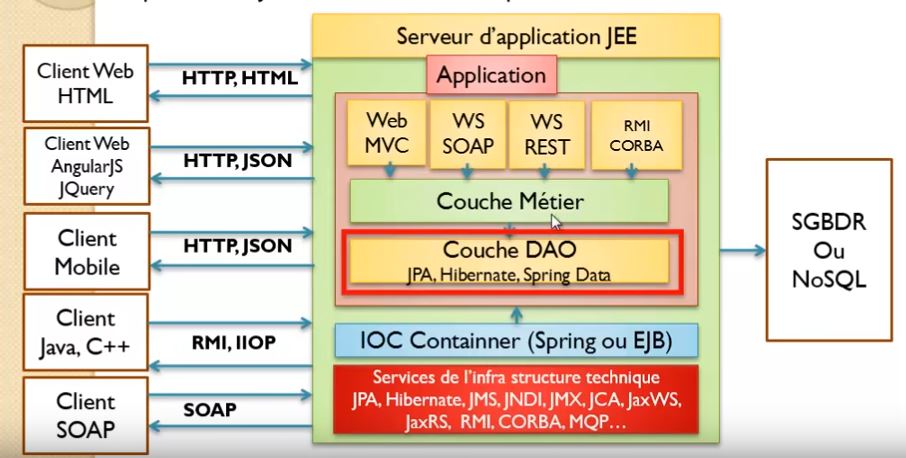 Serveur d'application JEE
Application
Client Web
HTML
HTTP, HTML
Client Web
AngularJS
JQuery
HTTP, JSON
Client
Mobile
HTTP, JSON
Client
Java, C++
RMI, IIOP
Client
SOAP
SOAP
Web
MVC
WS
SOAP
WS
REST
RMI
CORBA
Couche Métier
Couche DAO
JPA, Hibernate, Spring Data
IOC Containner (Spring ou EJB)
Services de l'infra structure technique
JPA, Hibernate, JMS, JNDI, JMX, JCA, JaxWS,
JaxRS, RMI, CORBA, MQP...
SGBDR
Ou
NoSQL